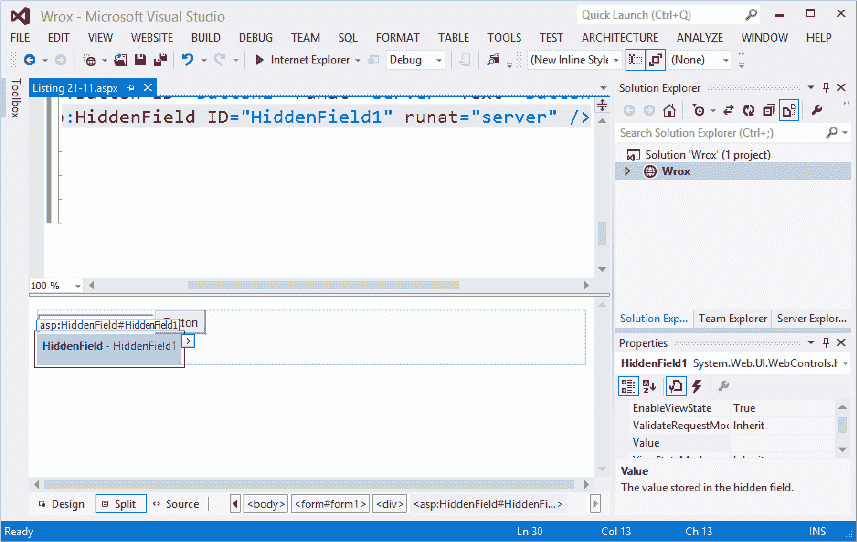 Wrox - Microsoft Visual Studio
Quick Launch (Ctrl+Q)
FILE EDIT VIEW WEBSITE BUILD DEBUG TEAM SQL FORMAT TABLE TOOLS TEST ARCHITECTURE ANALYZE WINDOW HELP
Internet Explorer Debug (New Inline Style (None)
Toolbox
Listing 21-11.aspx
p:HiddenField ID="HiddenField1" runat="server" />
100 %
asp:HiddenField#HiddenField1
HiddenField - HiddenField1
Design Split Source <body> <form#form1> <div> <asp:HiddenField#HiddenFi...>
Solution Explorer
Search Solution Explorer (Ctrl+;)
Solution 'Wrox' (1 project)
Wrox
Solution Exp... Team Explorer Server Explor...
Properties
HiddenField1 System.Web.UI.WebControls.H
EnableViewState True
ValidateRequestMod Inherit
Value
Value
The value stored in the hidden field.
Ready Ln 30 Col 13 Ch 13 INS